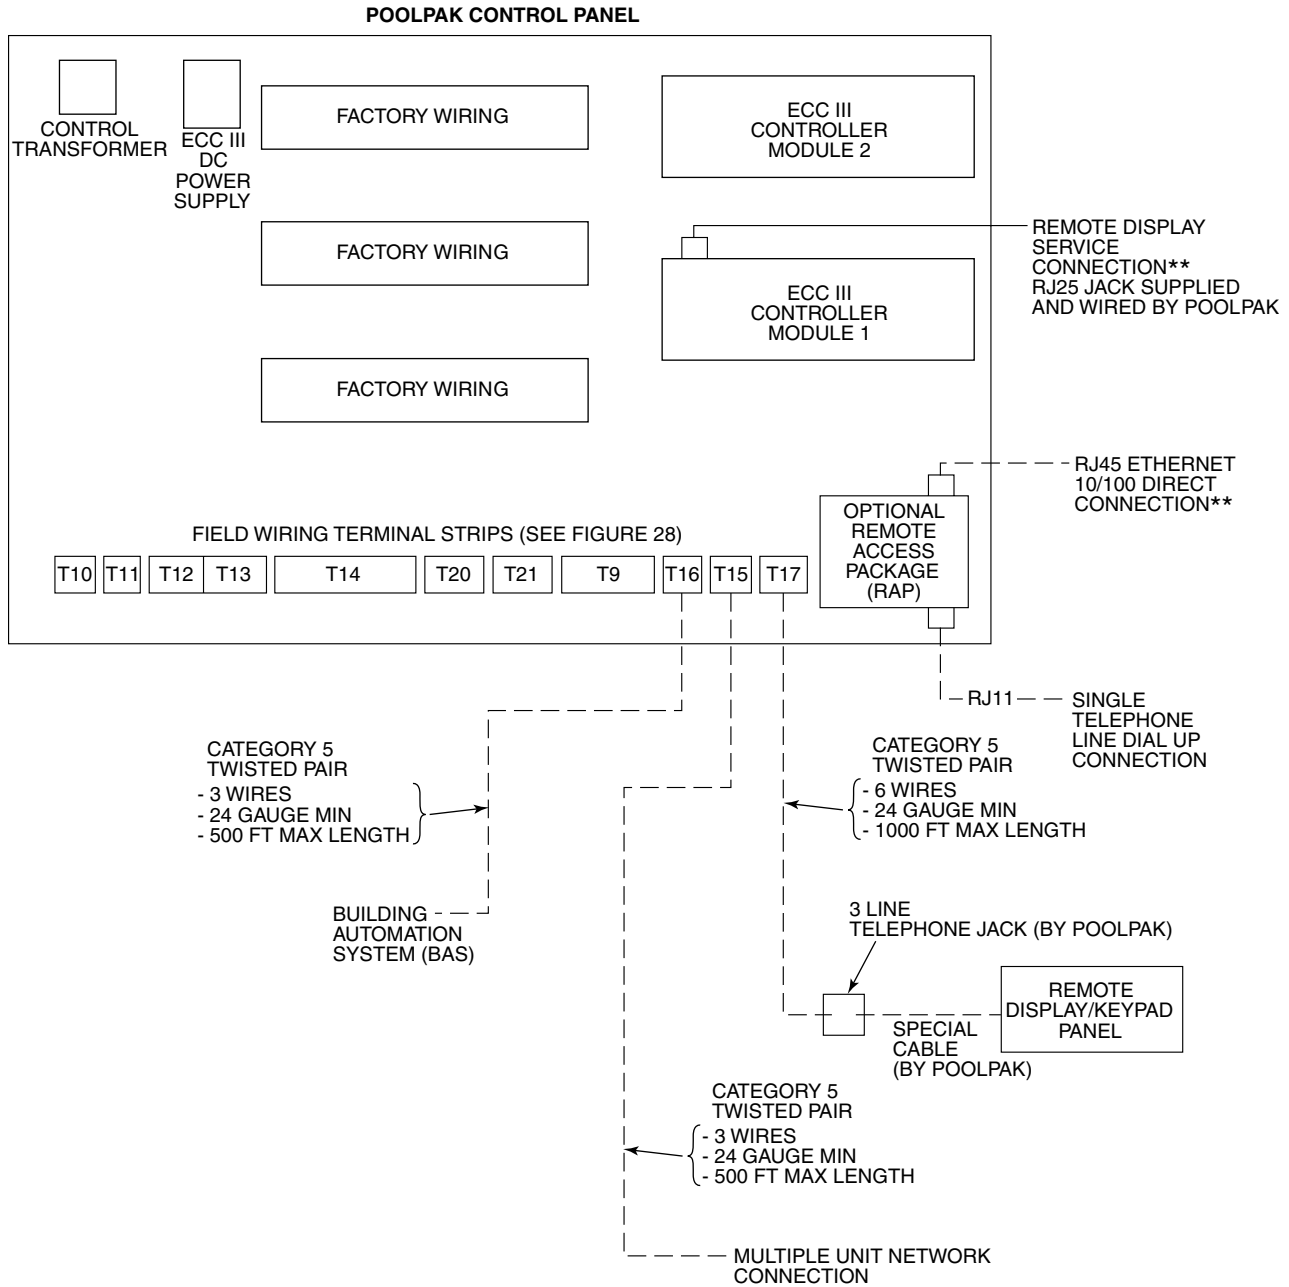 POOLPAK CONTROL PANEL
CONTROL
TRANSFORMER
ECC III
DC
POWER
SUPPLY
FACTORY WIRING
FACTORY WIRING
FACTORY WIRING
ECC III
CONTROLLER
MODULE 2
ECC III
CONTROLLER
MODULE 1
REMOTE DISPLAY
SERVICE
CONNECTION**
RJ25 JACK SUPPLIED
AND WIRED BY POOLPAK
RJ45 ETHERNET
10/100 DIRECT
CONNECTION**
OPTIONAL
REMOTE
ACCESS
PACKAGE
(RAP)
FIELD WIRING TERMINAL STRIPS (SEE FIGURE 28)
T10 T11 T12 T13 T14 T20 T21 T9 T16 T15 T17
RJ11
SINGLE
TELEPHONE
LINE DIAL UP
CONNECTION
CATEGORY 5
TWISTED PAIR
- 3 WIRES
- 24 GAUGE MIN
- 500 FT MAX LENGTH
CATEGORY 5
TWISTED PAIR
- 6 WIRES
- 24 GAUGE MIN
- 1000 FT MAX LENGTH
BUILDING
AUTOMATION
SYSTEM (BAS)
3 LINE
TELEPHONE JACK (BY POOLPAK)
REMOTE
DISPLAY/KEYPAD
PANEL
SPECIAL
CABLE
(BY POOLPAK)
CATEGORY 5
TWISTED PAIR
- 3 WIRES
- 24 GAUGE MIN
- 500 FT MAX LENGTH
MULTIPLE UNIT NETWORK
CONNECTION